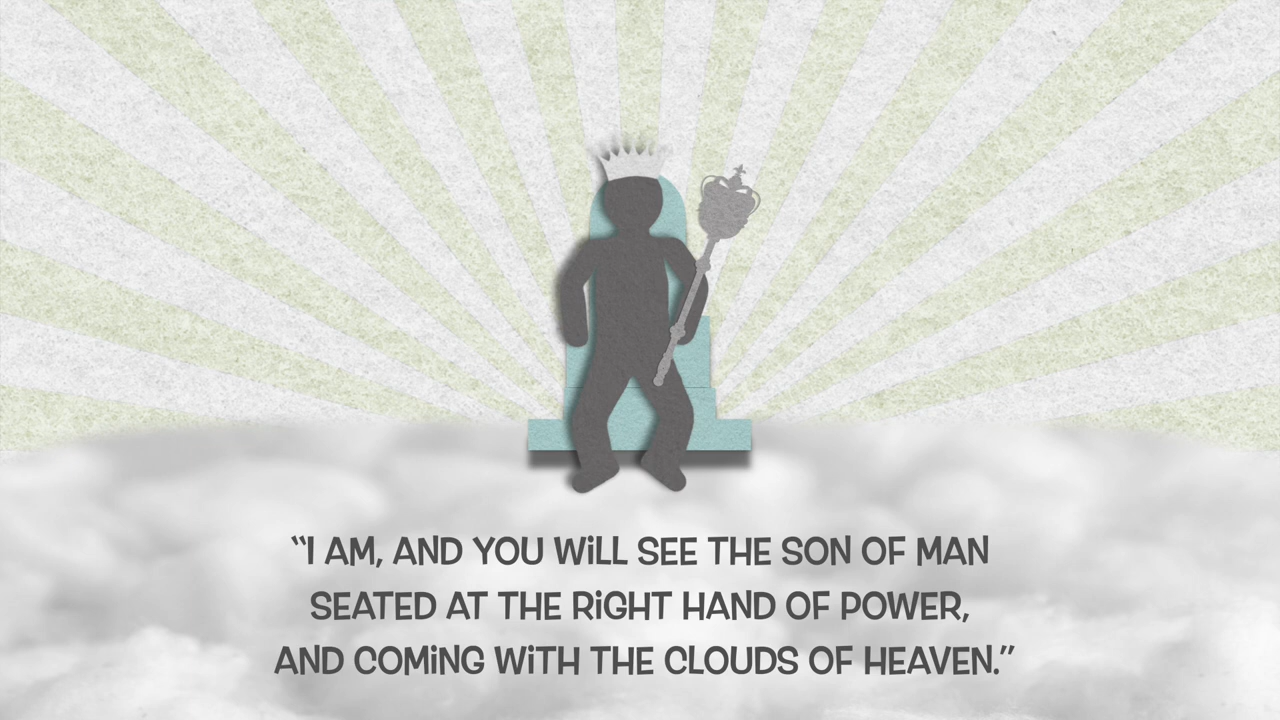 “I AM, AND YOU WiLL SEE THE SON OF MAN
SEATED AT THE RiGHT HAND OF POWER,
AND COMiNG WiTH THE CLOUDS OF HEAVEN.”